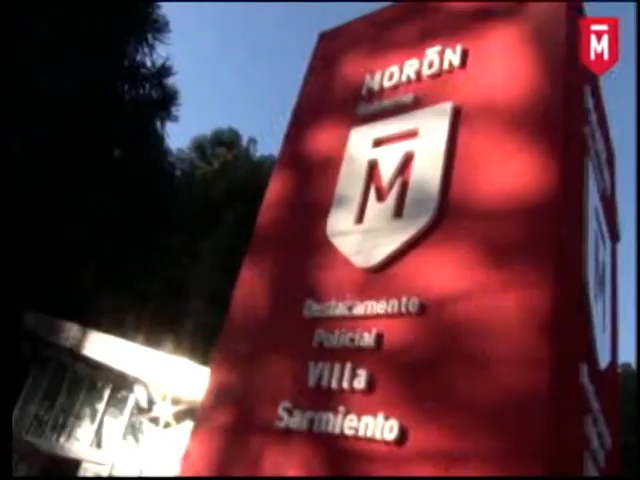 MORÓN
M
Destacamento
Policial
Villa
Sarmiento
M